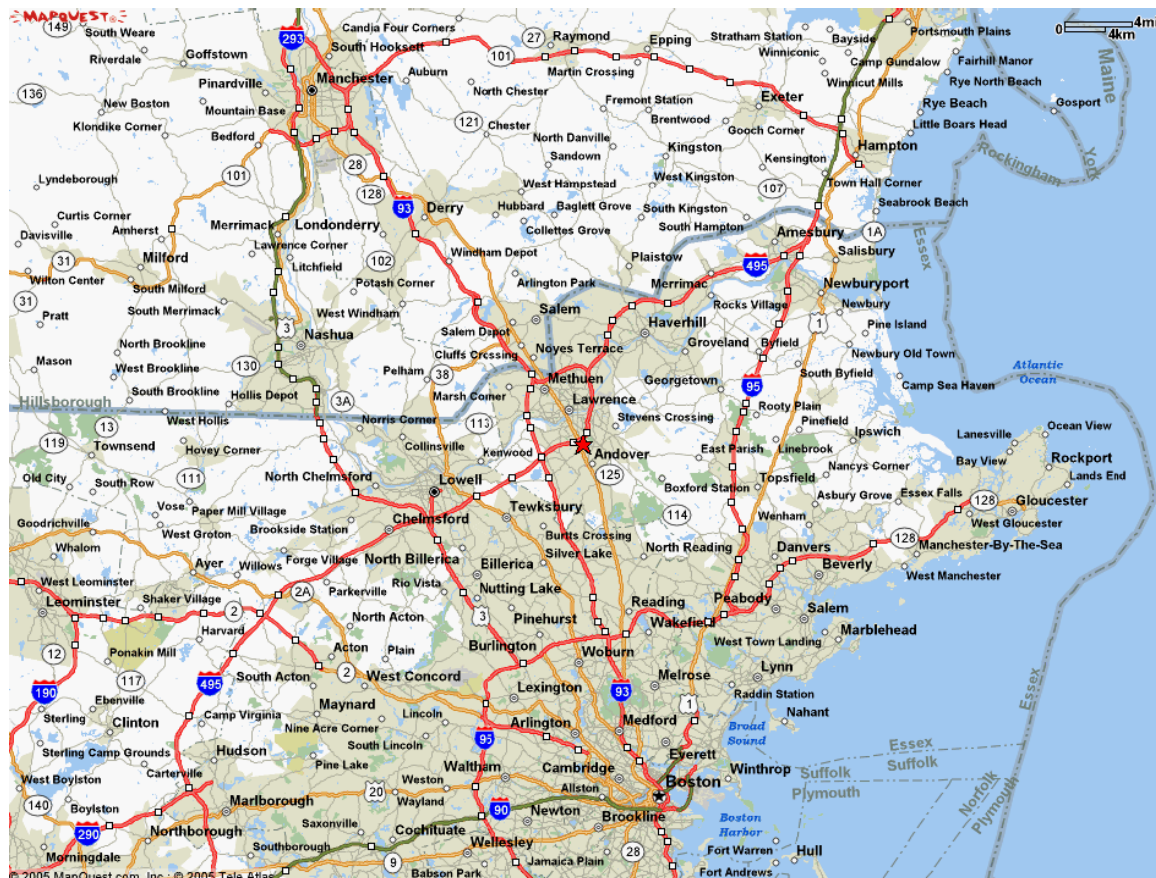 MAPQUEST
149
South Weare
Candia Four Corners
27
Raymond
Epping
Stratham Station
Bayside
Portsmouth Plains
4mi
0
4km
Riverdale
Goffstown
293
South Hooksett
101
Martin Crossing
Winniconic
Camp Gundalow
Fairhill Manor
Maine
136
Pinardville
Manchester
Auburn
North Chester
Winnicut Mills
Rye North Beach
New Boston
Mountain Base
Fremont Station
Exeter
Rye Beach
Gosport
Klondike Corner
Bedford
121
Chester
Brentwood
Gooch Corner
Little Boars Head
28
North Danville
Kingston
Hampton
York
Rockingham
Lyndeborough
101
128
Sandown
Kensington
West Hampstead
West Kingston
107
Town Hall Corner
93
Derry
Hubbard
Baglett Grove
South Kingston
Seabrook Beach
Curtis Corner
Merrimack
Londonderry
Collettes Grove
South Hampton
Amesbury
1A
Essex
Davisville
Amherst
Lawrence Corner
Windham Depot
31
Milford
Litchfield
102
Plaistow
495
Salisbury
Wilton Center
South Milford
Potash Corner
Arlington Park
Merrimac
Newburyport
31
South Merrimack
West Windham
Salem
Rocks Village
Newbury
Pratt
3
Nashua
Salem Depot
Haverhill
1
Pine Island
North Brookline
Cluffs Crossing
Noyes Terrace
Groveland
Byfield
Newbury Old Town
Mason
West Brookline
130
Pelham
38
Methuen
Georgetown
95
South Byfield
Atlantic
Ocean
South Brookline
Hollis Depot
3A
Marsh Corner
Lawrence
Camp Sea Haven
Hillsborough
West Hollis
Norris Corner
113
Stevens Crossing
Rooty Plain
13
Pinefield
Ipswich
Ocean View
119
Townsend
Hovey Corner
Collinsville
Kenwood
Andover
East Parish
Linebrook
Lanesville
Old City
111
North Chelmsford
Lowell
125
Nancys Corner
Bay View
Rockport
South Row
Boxford Station
Topsfield
Lands End
Vose
Paper Mill Village
Tewksbury
Asbury Grove
Essex Falls
128
Gloucester
Goodrichville
West Groton
Brookside Station
Chelmsford
114
Wenham
West Gloucester
Whalom
Ayer
Willows
Forge Village
North Billerica
Burtts Crossing
Silver Lake
North Reading
Danvers
128
Manchester-By-The-Sea
West Leominster
2A
Parkerville
Rio Vista
Billerica
Beverly
West Manchester
Leominster
Shaker Village
2
Nutting Lake
Reading
Peabody
Harvard
North Acton
3
Pinehurst
Wakefield
Salem
12
Ponakin Mill
Acton
Plain
Burlington
Woburn
West Town Landing
Marblehead
117
South Acton
2
West Concord
Lynn
190
495
Lexington
93
Melrose
Raddin Station
Ebenville
Maynard
1
Sterling
Camp Virginia
Lincoln
Arlington
Medford
Nahant
Clinton
Nine Acre Corner
95
Broad
Sound
Essex
Sterling Camp Grounds
Hudson
South Lincoln
Everett
Essex
Suffolk
Carterville
Pine Lake
Waltham
Cambridge
Boston
Winthrop
Suffolk
Plymouth
West Boylston
20
Weston
Allston
140
Boylston
Marlborough
Wayland
90
Newton
Brookline
Norfolk
Plymouth
290
Northborough
Saxonville
Cochituate
Boston
Harbor
Morningdale
Southborough
9
Wellesley
28
Fort Warren
Hull
Babson Park
Jamaica Plain
Fort Andrews
© 2005 MapQuest.com, Inc.; © 2005 Tele Atlas